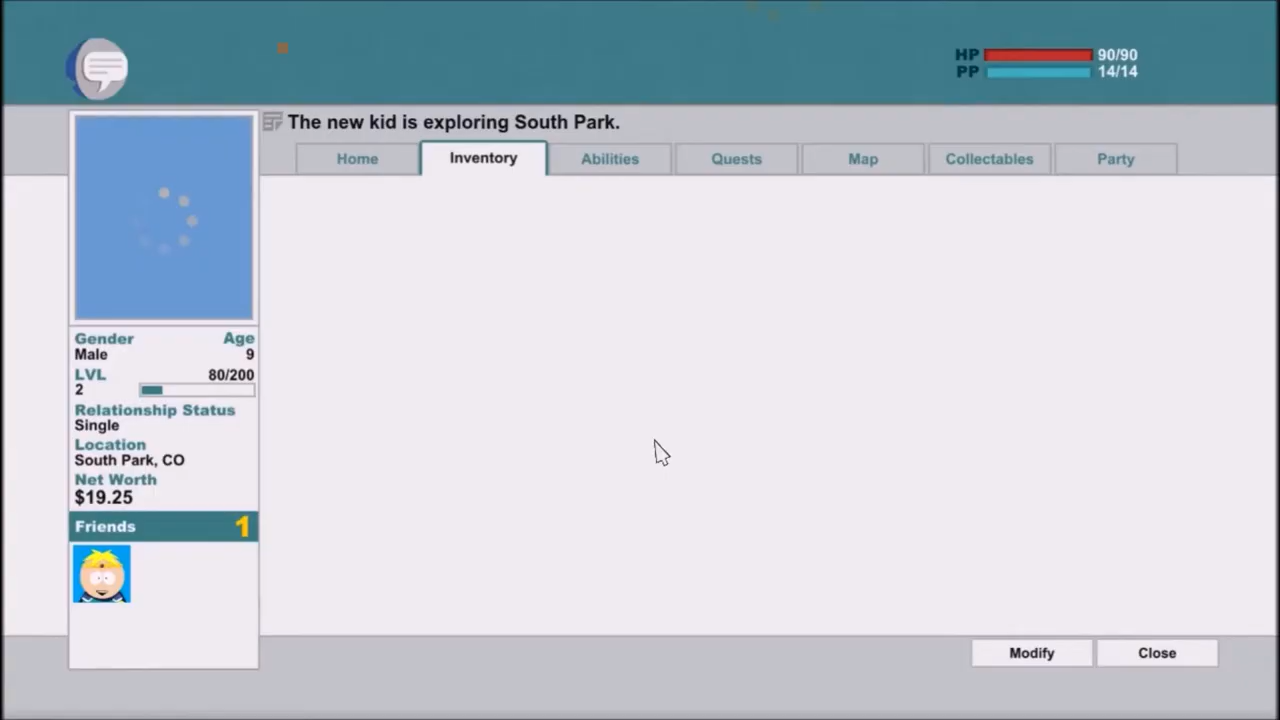 HP 90/90
PP 14/14
The new kid is exploring South Park.
Home Inventory Abilities Quests Map Collectables Party
Gender Age
Male 9
LVL 80/200
2
Relationship Status
Single
Location
South Park, CO
Net Worth
$19.25
Friends 1
Modify Close